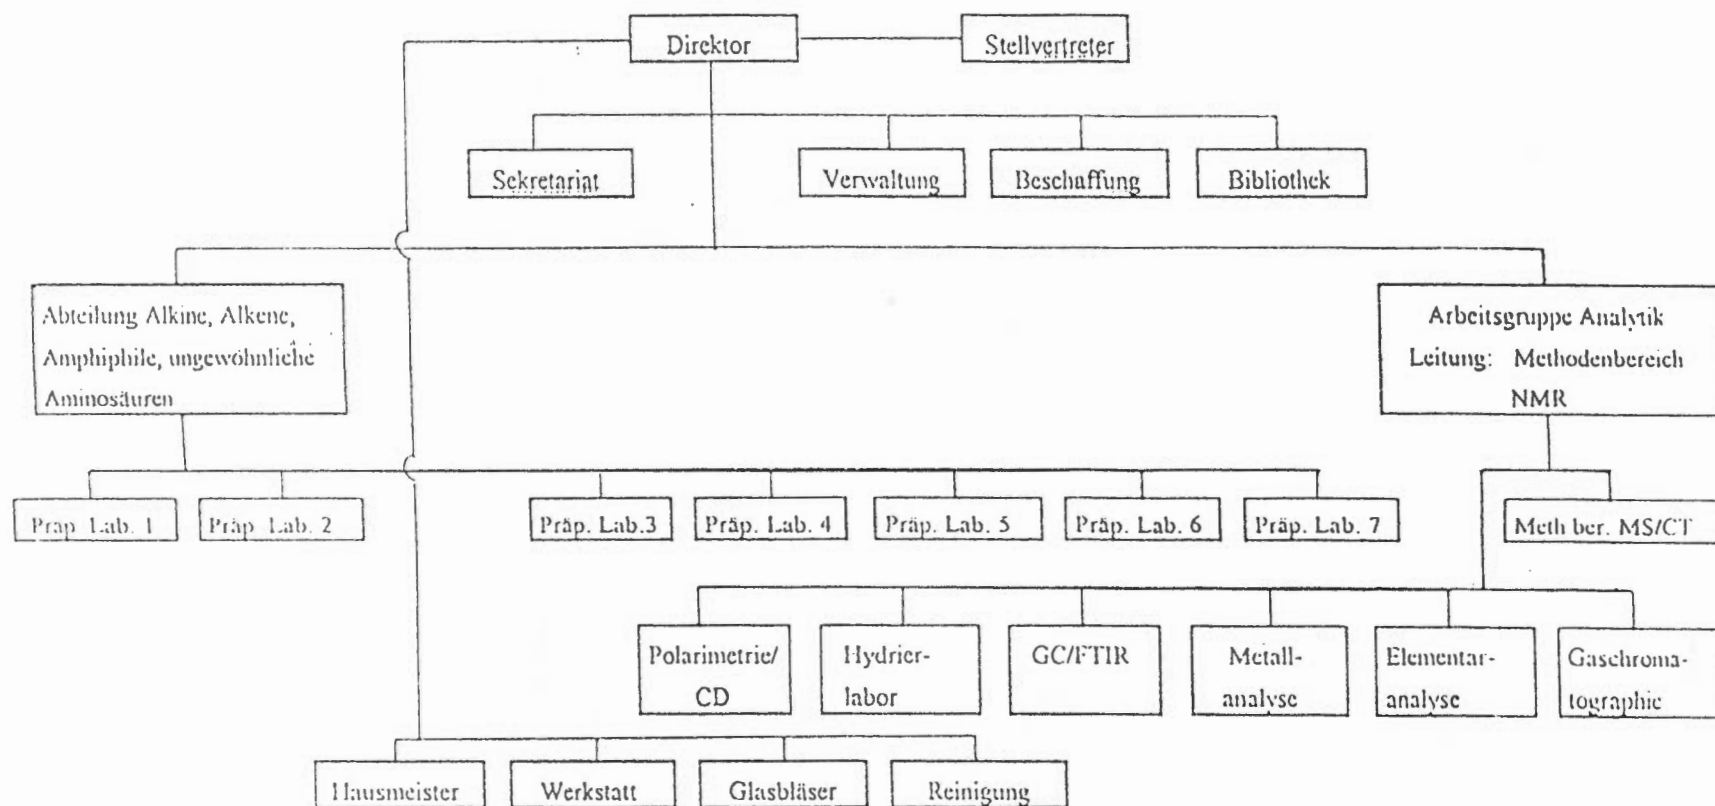 Direktor
Stellvertreter
Sekretariat
Verwaltung
Beschaffung
Bibliothek
Abteilung Alkine, Alkene,
Amphiphile, ungewöhnliche
Aminosäuren
Arbeitsgruppe Analytik
Leitung: Methodenbereich
NMR
Präp. Lab. 1
Präp. Lab. 2
Präp. Lab.3
Präp. Lab. 4
Präp. Lab. 5
Präp. Lab. 6
Präp. Lab. 7
Meth ber. MS/CT
Polarimetrie/
CD
Hydrier-
labor
GC/FTIR
Metall-
analyse
Elementar-
analyse
Gaschroma-
tographie
Hausmeister
Werkstatt
Glasbläser
Reinigung